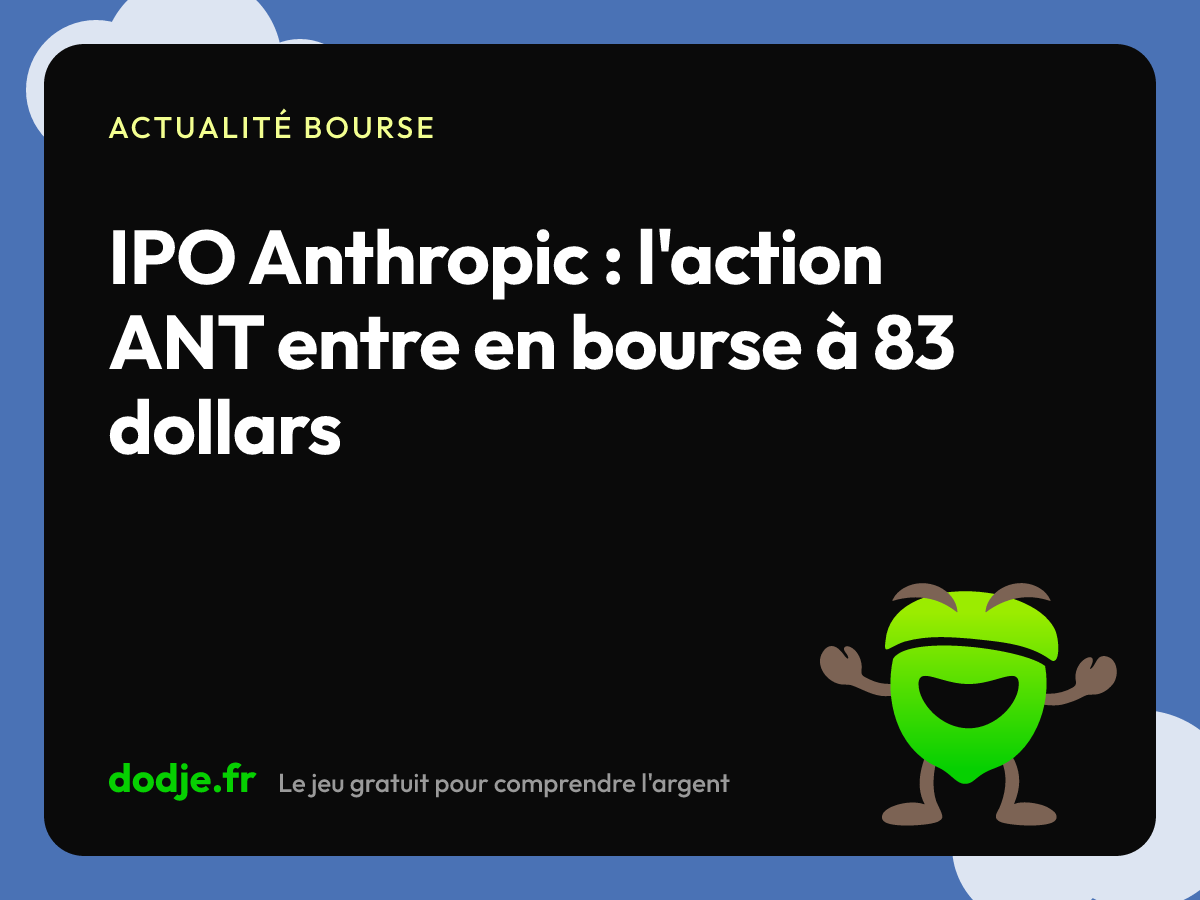 ACTUALITÉ BOURSE
IPO Anthropic : l'action
ANT entre en bourse à 83
dollars
dodje.fr Le jeu gratuit pour comprendre l'argent